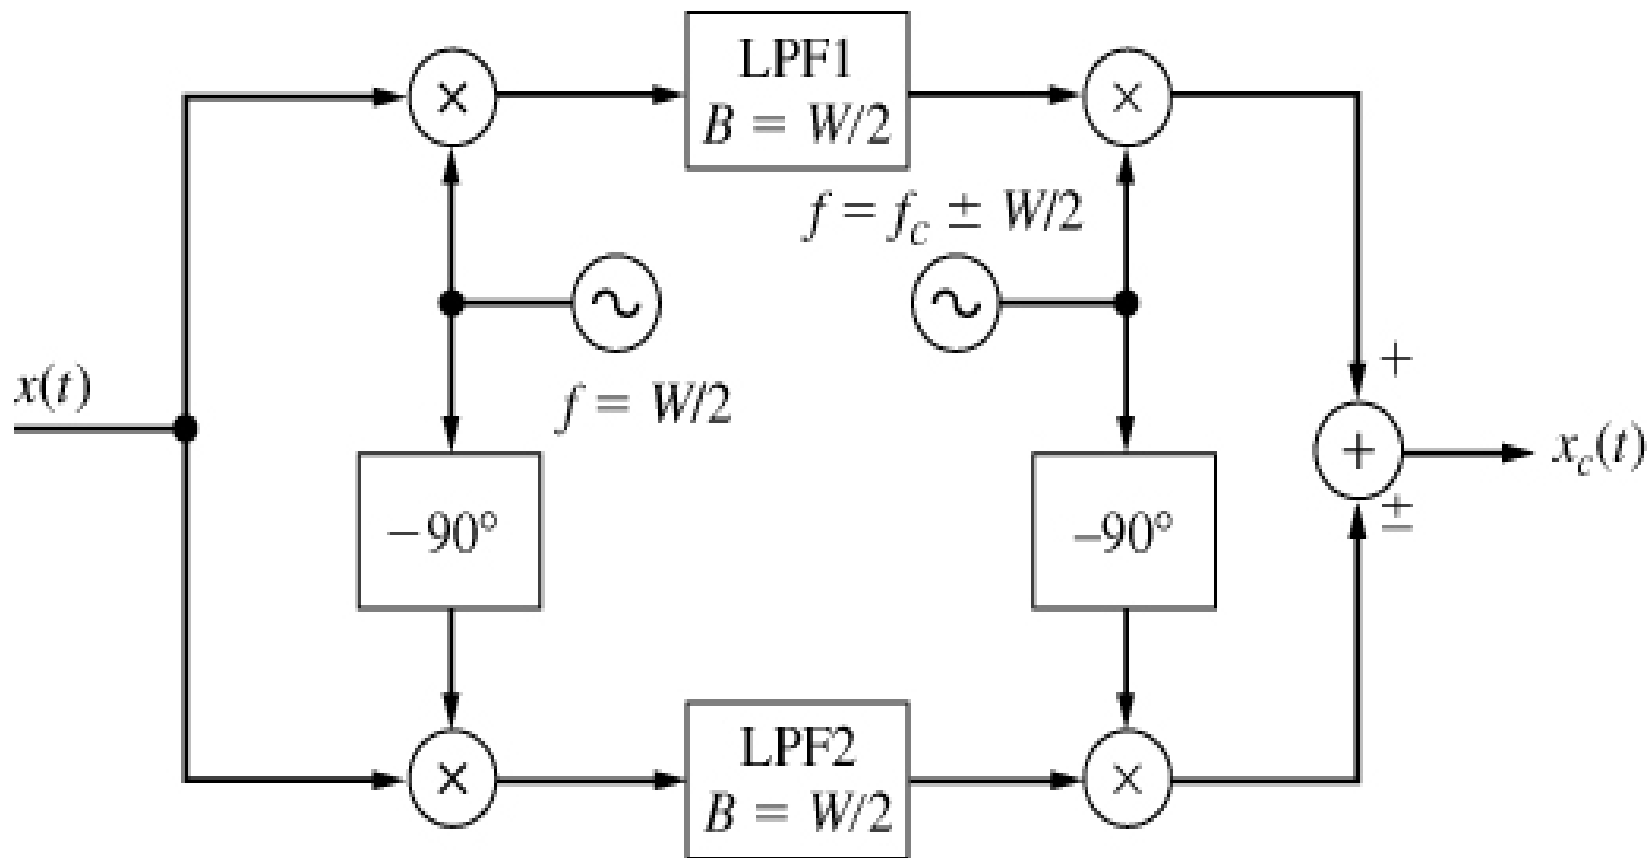 LPF1
B = W/2
×
×
f = f_C ± W/2
x(t)
f = W/2
+
+
x_c(t)
±
−90°
–90°
LPF2
B = W/2
×
×